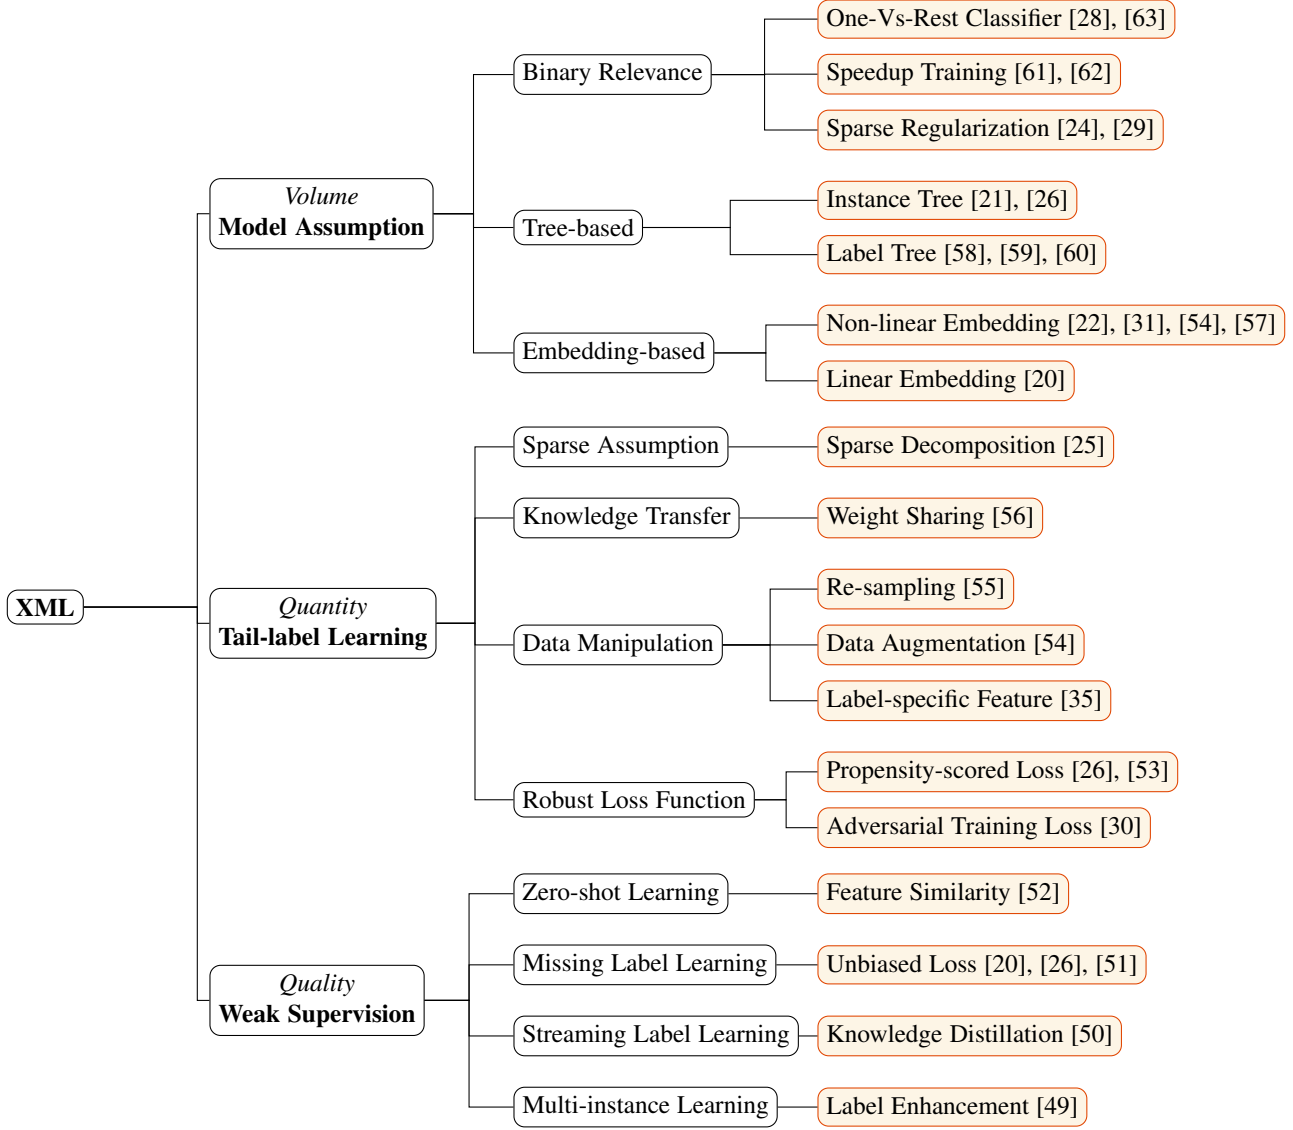 XML
Volume
Model Assumption
Binary Relevance
One-Vs-Rest Classifier [28], [63]
Speedup Training [61], [62]
Sparse Regularization [24], [29]
Tree-based
Instance Tree [21], [26]
Label Tree [58], [59], [60]
Embedding-based
Non-linear Embedding [22], [31], [54], [57]
Linear Embedding [20]
Quantity
Tail-label Learning
Sparse Assumption
Sparse Decomposition [25]
Knowledge Transfer
Weight Sharing [56]
Data Manipulation
Re-sampling [55]
Data Augmentation [54]
Label-specific Feature [35]
Robust Loss Function
Propensity-scored Loss [26], [53]
Adversarial Training Loss [30]
Quality
Weak Supervision
Zero-shot Learning
Feature Similarity [52]
Missing Label Learning
Unbiased Loss [20], [26], [51]
Streaming Label Learning
Knowledge Distillation [50]
Multi-instance Learning
Label Enhancement [49]